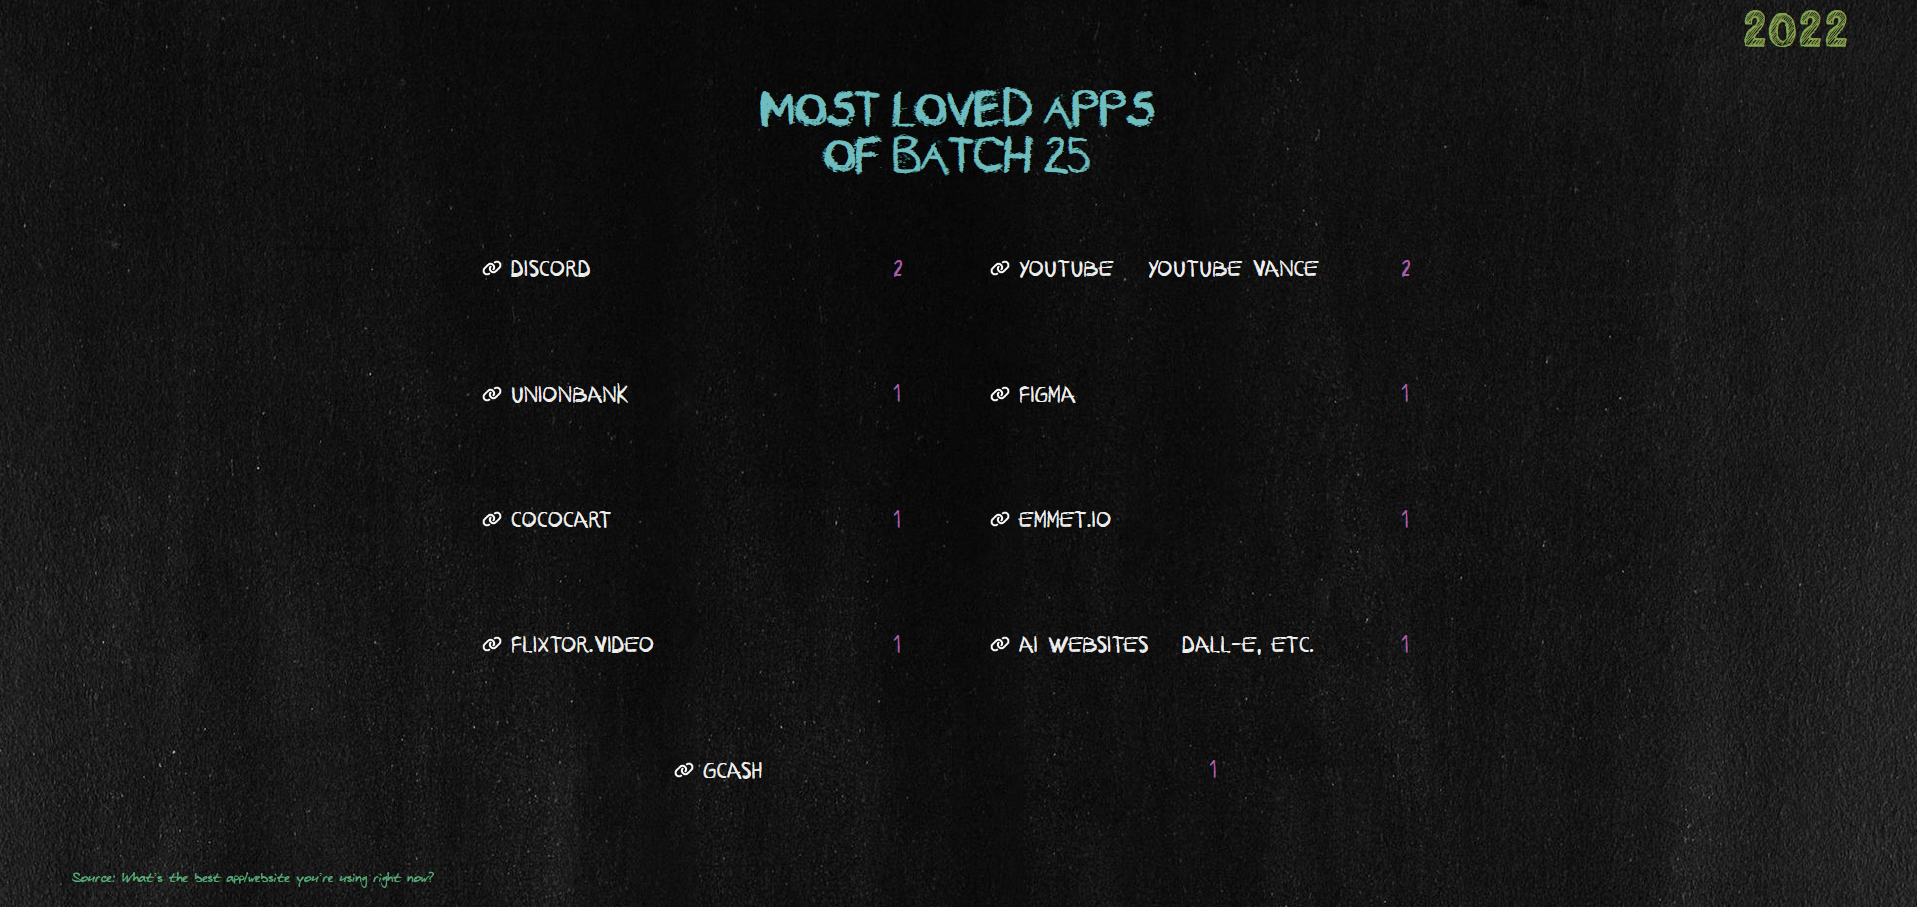 2022
MOST LOVED APPS
OF BATCH 25
DISCORD 2
YOUTUBE YOUTUBE VANCE 2
UNIONBANK 1
FIGMA 1
COCOCART 1
EMMET.IO 1
FLIXTOR.VIDEO 1
AI WEBSITES DALL-E, ETC. 1
GCASH 1
Source: What's the best app/website you're using right now?